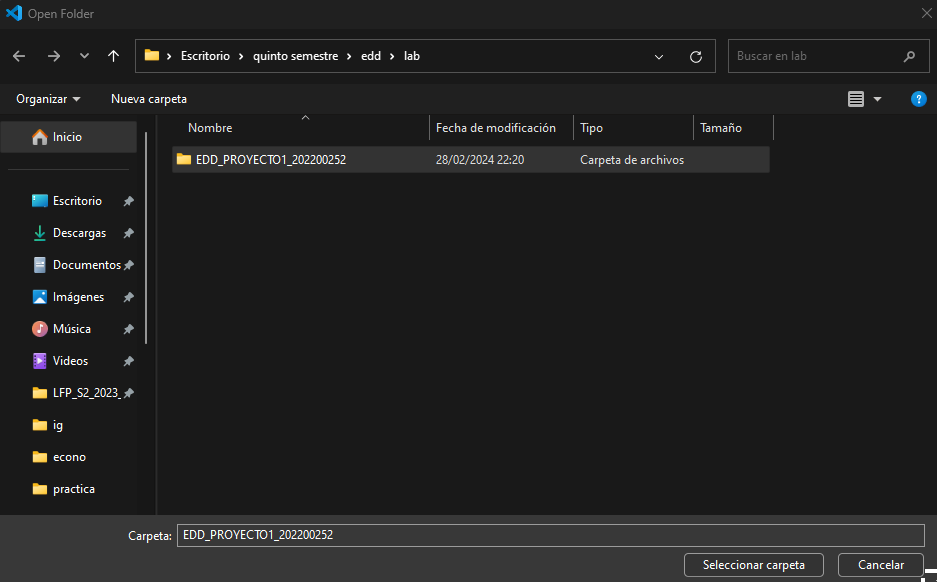 Open Folder
Escritorio › quinto semestre › edd › lab
Buscar en lab
Organizar
Nueva carpeta
Nombre
Fecha de modificación
Tipo
Tamaño
EDD_PROYECTO1_202200252
28/02/2024 22:20
Carpeta de archivos
Inicio
Escritorio
Descargas
Documentos
Imágenes
Música
Videos
LFP_S2_2023_
ig
econo
practica
Carpeta:
EDD_PROYECTO1_202200252
Seleccionar carpeta
Cancelar